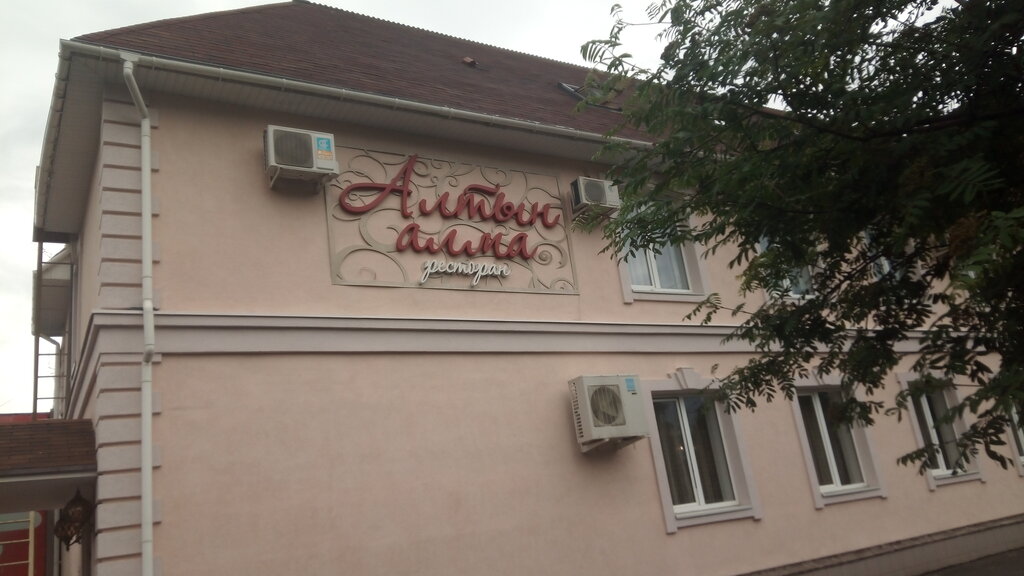 Алтын
алма
ресторан